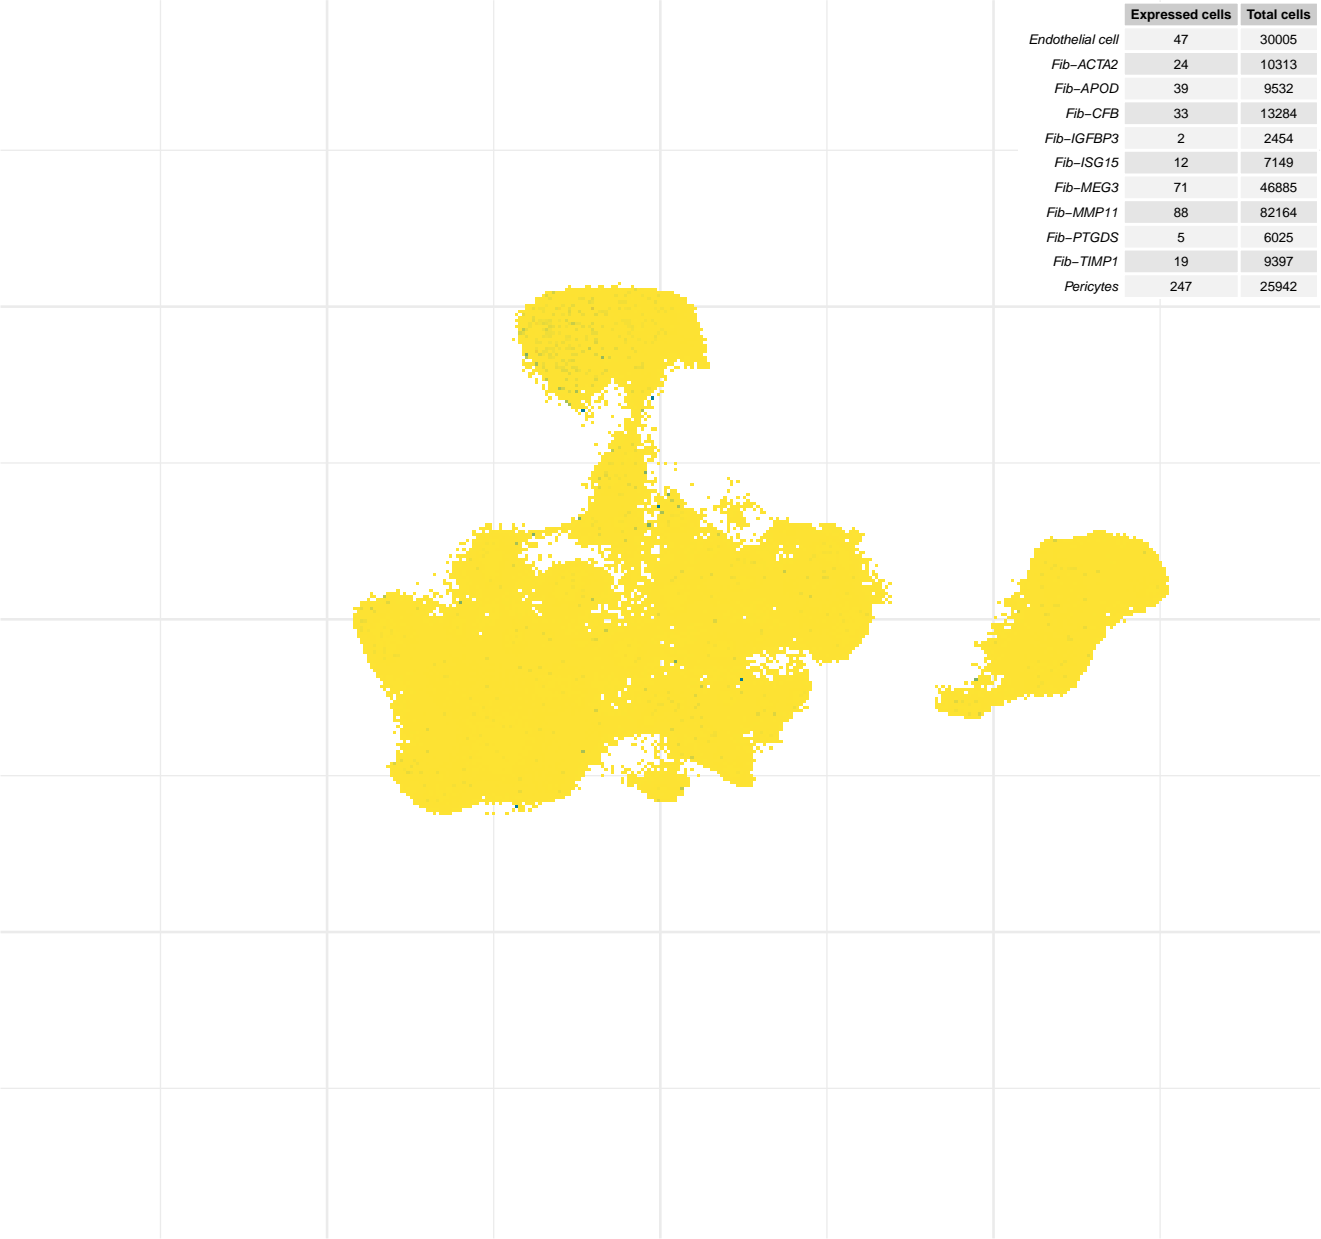 Expressed cells Total cells
Endothelial cell 47 30005
Fib−ACTA2 24 10313
Fib−APOD 39 9532
Fib−CFB 33 13284
Fib−IGFBP3 2 2454
Fib−ISG15 12 7149
Fib−MEG3 71 46885
Fib−MMP11 88 82164
Fib−PTGDS 5 6025
Fib−TIMP1 19 9397
Pericytes 247 25942